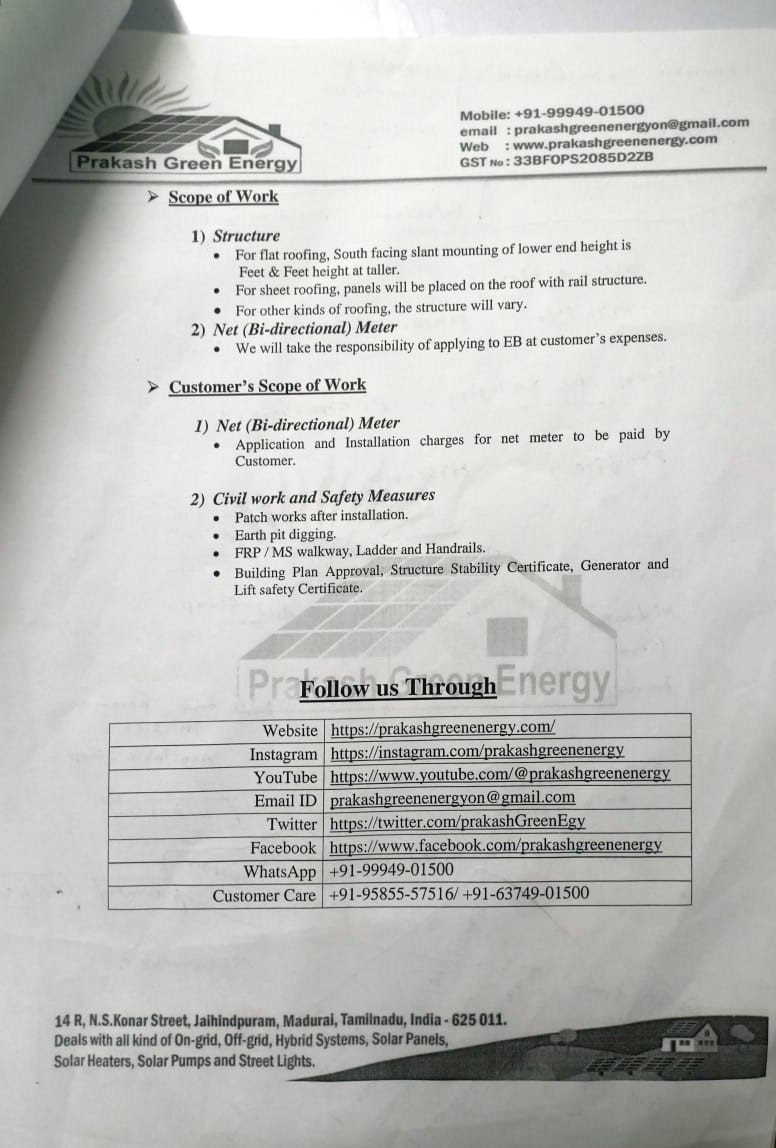 Prakash Green Energy
Mobile: +91-99949-01500
email : prakashgreenenergyon@gmail.com
Web : www.prakashgreenenergy.com
GST No : 33BFOPS2085D2ZB
➢ Scope of Work
1) Structure
• For flat roofing, South facing slant mounting of lower end height is
Feet & Feet height at taller.
• For sheet roofing, panels will be placed on the roof with rail structure.
• For other kinds of roofing, the structure will vary.
2) Net (Bi-directional) Meter
• We will take the responsibility of applying to EB at customer's expenses.
➢ Customer's Scope of Work
1) Net (Bi-directional) Meter
• Application and Installation charges for net meter to be paid by
Customer.
2) Civil work and Safety Measures
• Patch works after installation.
• Earth pit digging.
• FRP / MS walkway, Ladder and Handrails.
• Building Plan Approval, Structure Stability Certificate, Generator and
Lift safety Certificate.
Prakash Green Energy
Follow us Through
Website https://prakashgreenenergy.com/
Instagram https://instagram.com/prakashgreenenergy
YouTube https://www.youtube.com/@prakashgreenenergy
Email ID prakashgreenenergyon@gmail.com
Twitter https://twitter.com/prakashGreenEgy
Facebook https://www.facebook.com/prakashgreenenergy
WhatsApp +91-99949-01500
Customer Care +91-95855-57516/ +91-63749-01500
14 R, N.S.Konar Street, Jaihindpuram, Madurai, Tamilnadu, India - 625 011.
Deals with all kind of On-grid, Off-grid, Hybrid Systems, Solar Panels,
Solar Heaters, Solar Pumps and Street Lights.